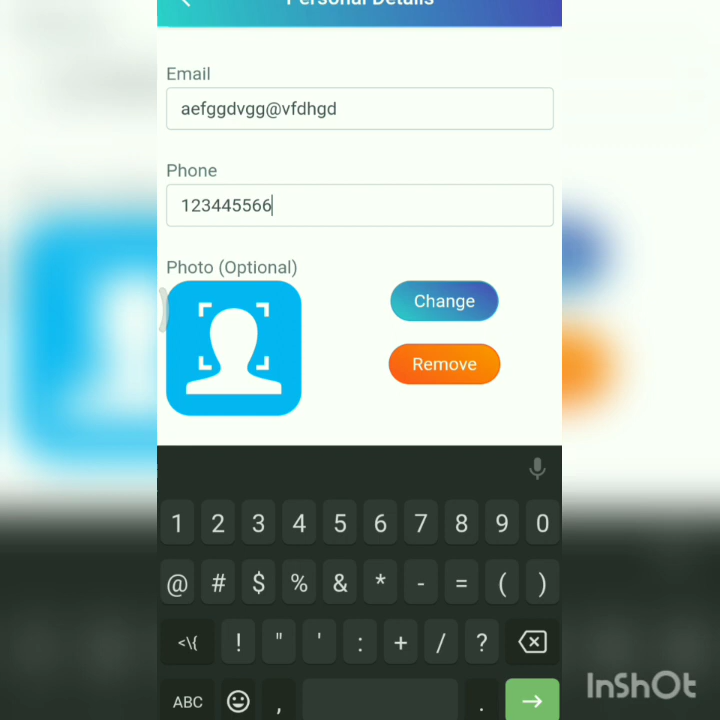 Personal Details
Email
aefggdvgg@vfdhgd
Phone
123445566
Photo (Optional)
Change
Remove
1 2 3 4 5 6 7 8 9 0
@ # $ % & * - = ( )
<\{ ! " ' : + / ?
ABC , .
InShOt